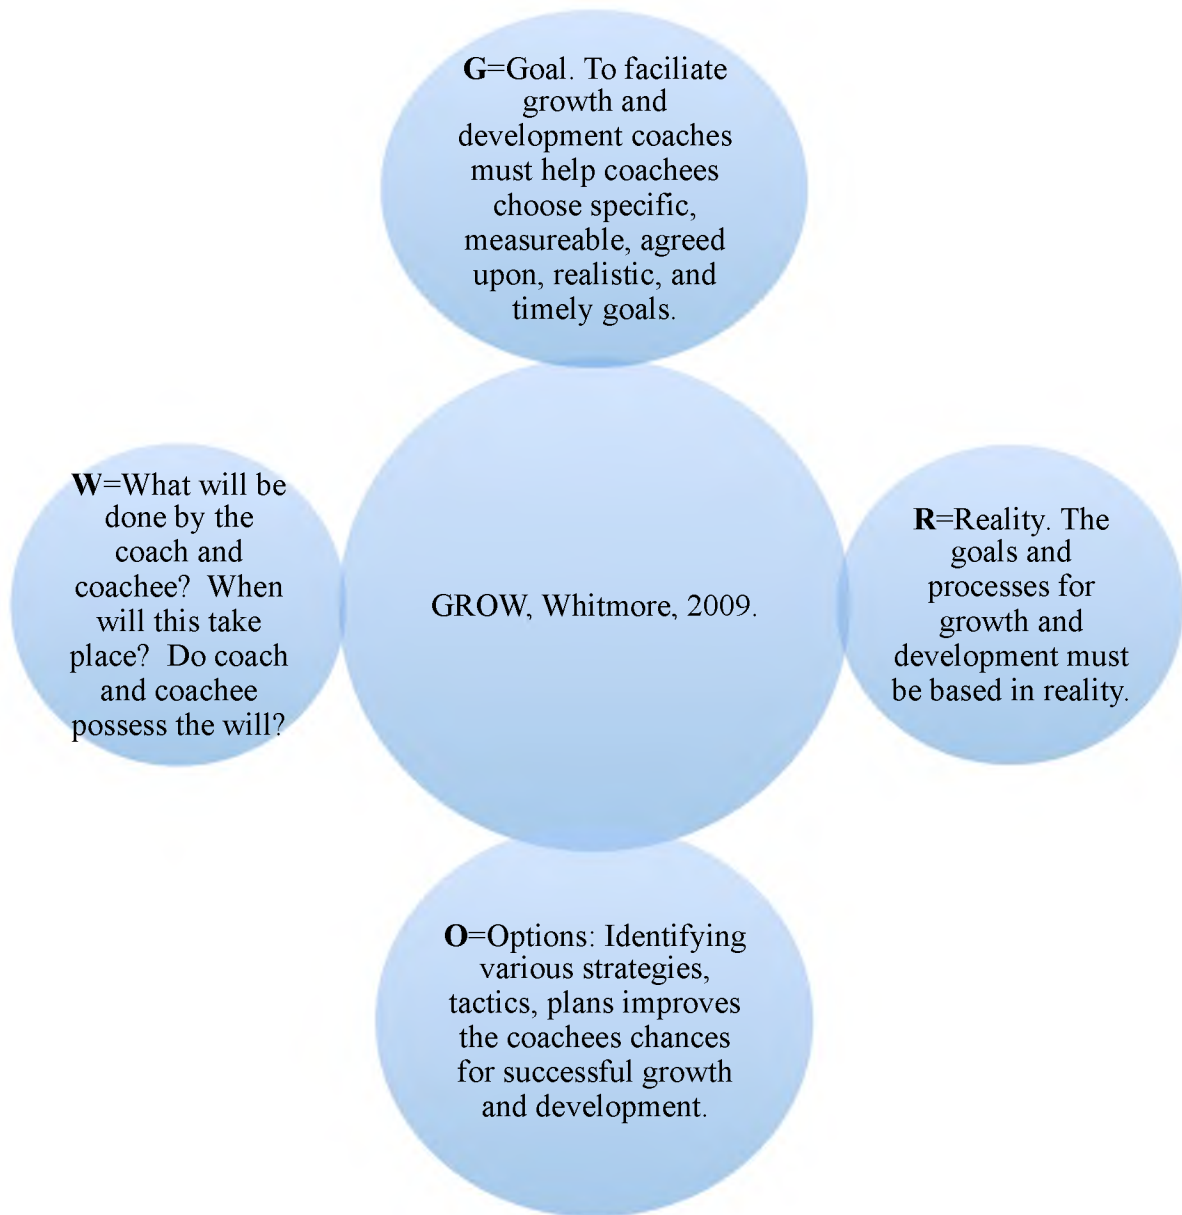 G=Goal. To faciliate
growth and
development coaches
must help coachees
choose specific,
measureable, agreed
upon, realistic, and
timely goals.
W=What will be
done by the
coach and
coachee?  When
will this take
place?  Do coach
and coachee
possess the will?
GROW, Whitmore, 2009.
R=Reality. The
goals and
processes for
growth and
development must
be based in reality.
O=Options: Identifying
various strategies,
tactics, plans improves
the coachees chances
for successful growth
and development.